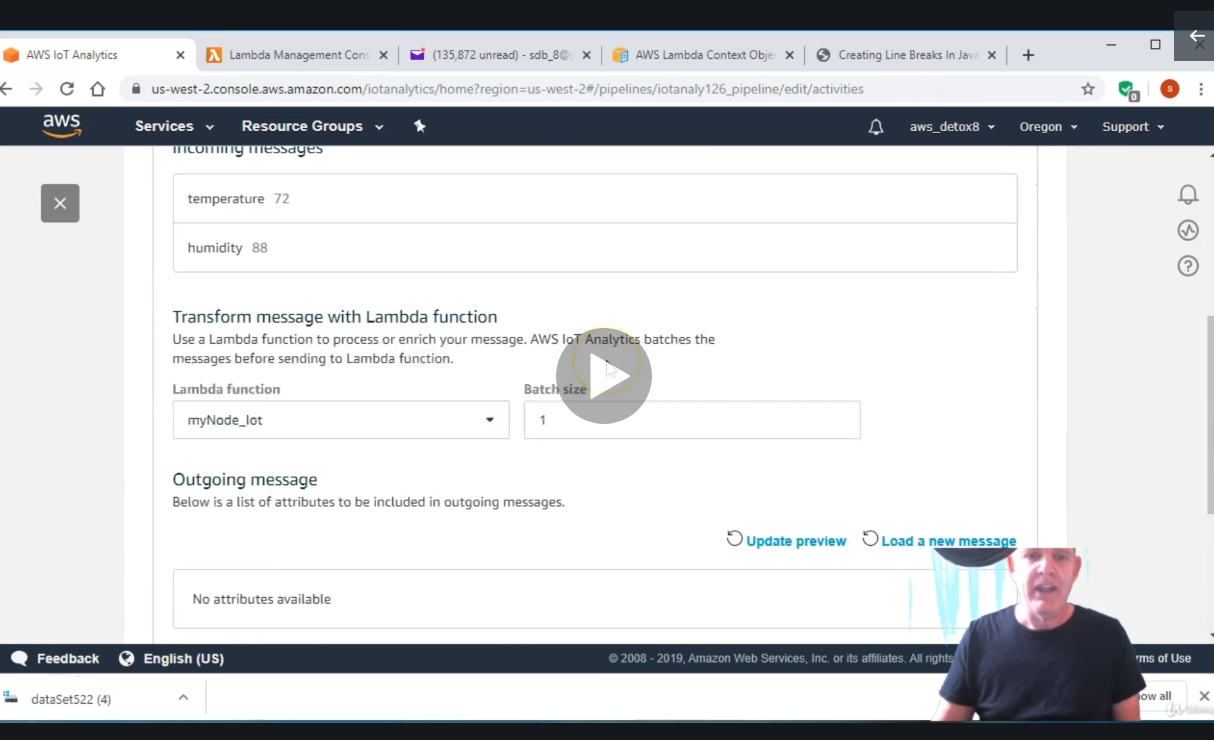 AWS IoT Analytics
Lambda Management Cons
(135,872 unread) - sdb_8@
AWS Lambda Context Obje
Creating Line Breaks In Java
us-west-2.console.aws.amazon.com/iotanalytics/home?region=us-west-2#/pipelines/iotanaly126_pipeline/edit/activities
0
s
aws
Services
Resource Groups
aws_detox8
Oregon
Support
Incoming messages
temperature 72
humidity 88
Transform message with Lambda function
Use a Lambda function to process or enrich your message. AWS IoT Analytics batches the
messages before sending to Lambda function.
Lambda function
Batch size
myNode_Iot
1
Outgoing message
Below is a list of attributes to be included in outgoing messages.
Update preview
Load a new message
No attributes available
Feedback
English (US)
© 2008 - 2019, Amazon Web Services, Inc. or its affiliates. All rights
rms of Use
dataSet522 (4)
ow all
Udemy